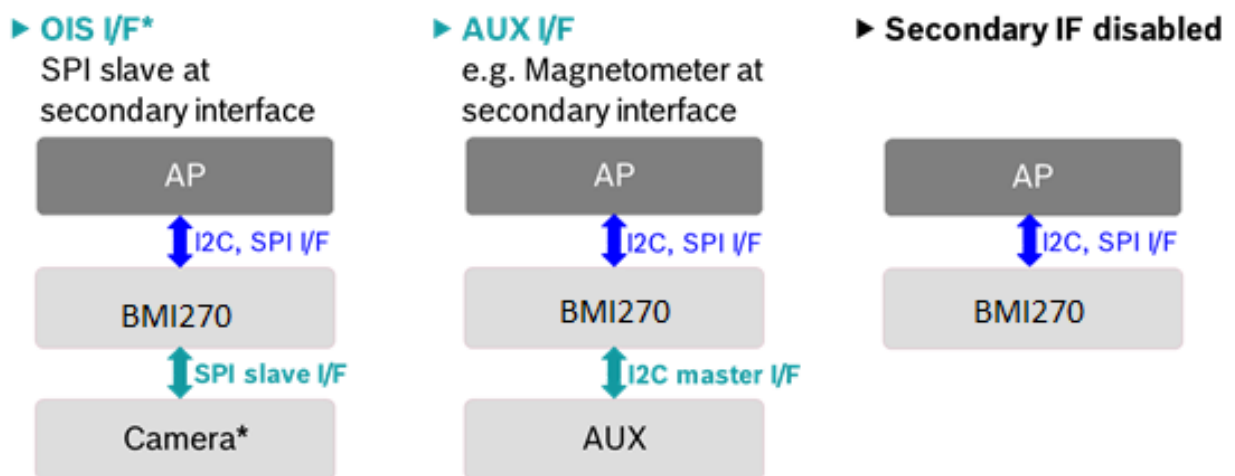 ► OIS I/F*
SPI slave at
secondary interface
AP
I2C, SPI I/F
BMI270
SPI slave I/F
Camera*
► AUX I/F
e.g. Magnetometer at
secondary interface
AP
I2C, SPI I/F
BMI270
I2C master I/F
AUX
► Secondary IF disabled
AP
I2C, SPI I/F
BMI270